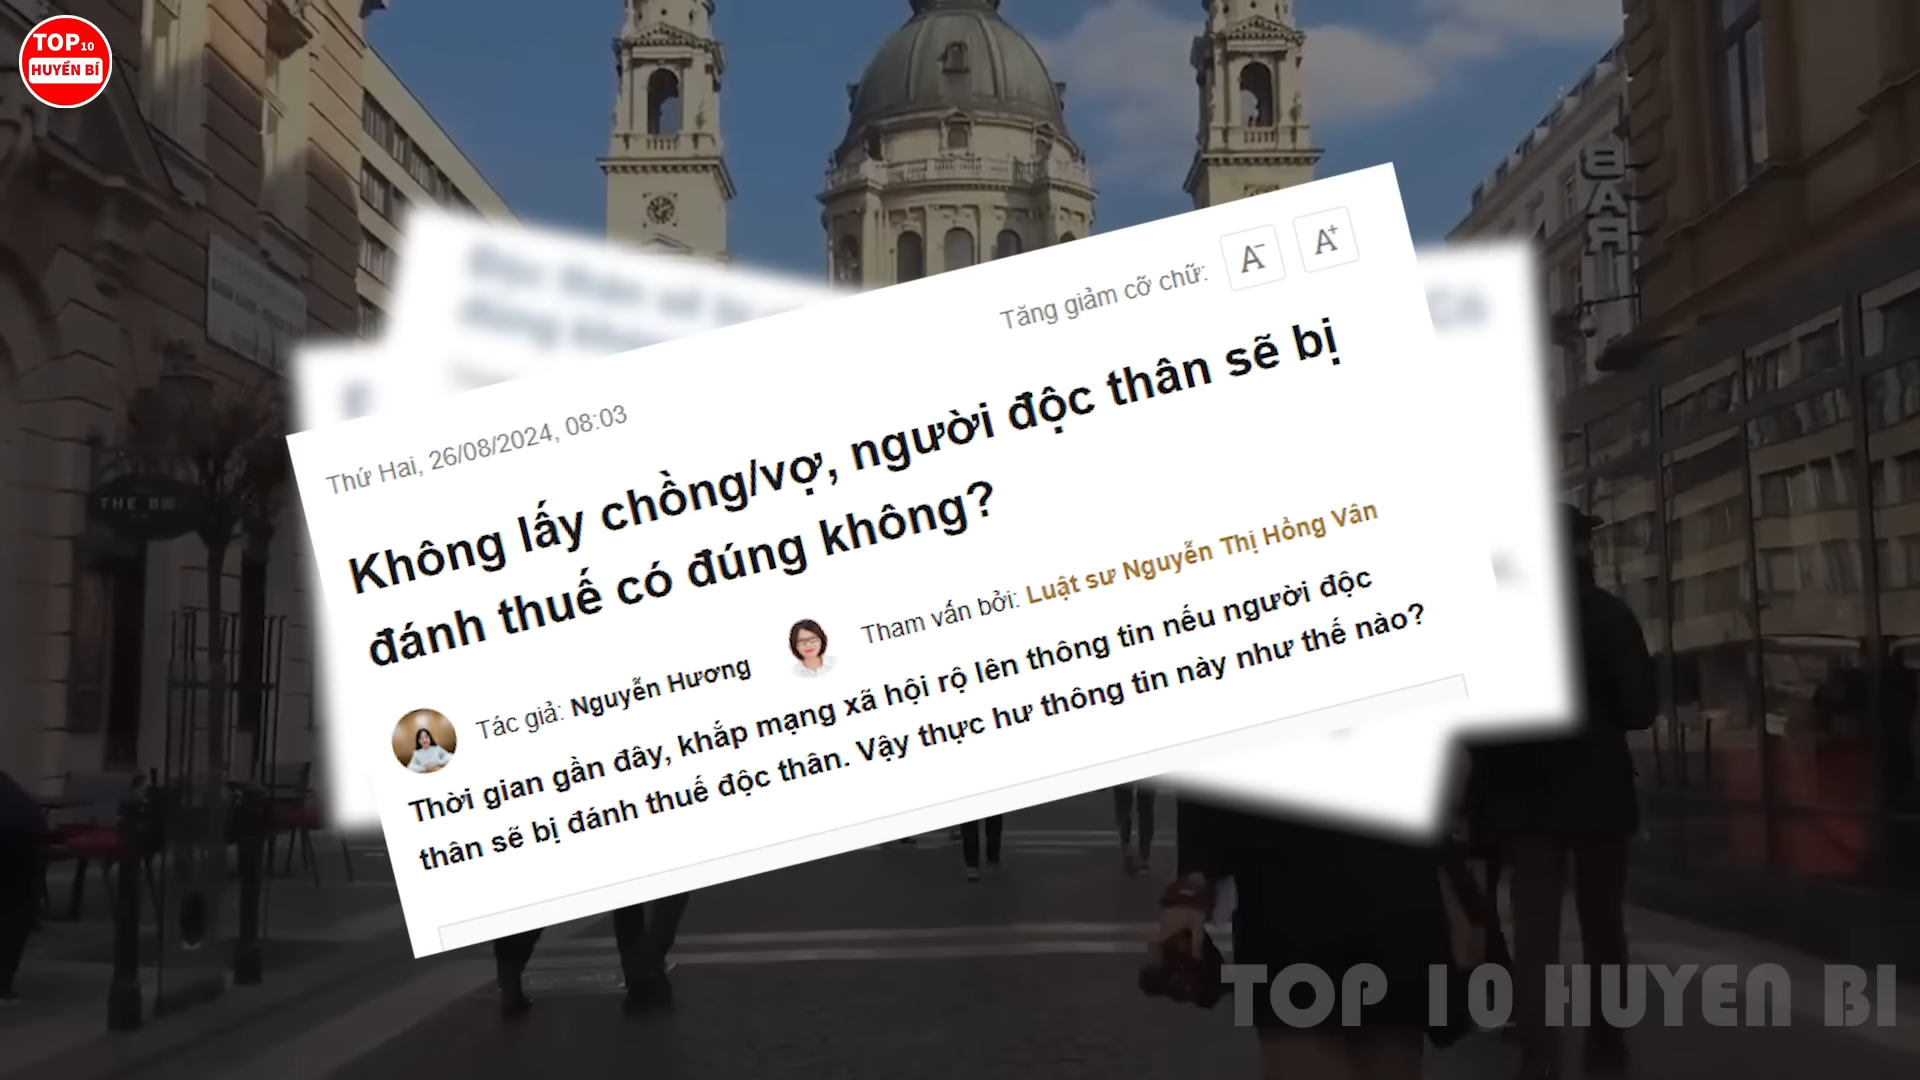 TOP 10
HUYỀN BÍ
Tăng giảm cỡ chữ: A- A+
Thứ Hai, 26/08/2024, 08:03
Không lấy chồng/vợ, người độc thân sẽ bị
đánh thuế có đúng không?
Tác giả: Nguyễn Hương
Tham vấn bởi: Luật sư Nguyễn Thị Hồng Vân
Thời gian gần đây, khắp mạng xã hội rộ lên thông tin nếu người độc
thân sẽ bị đánh thuế độc thân. Vậy thực hư thông tin này như thế nào?
BAR
THE
TOP 10 HUYEN BI